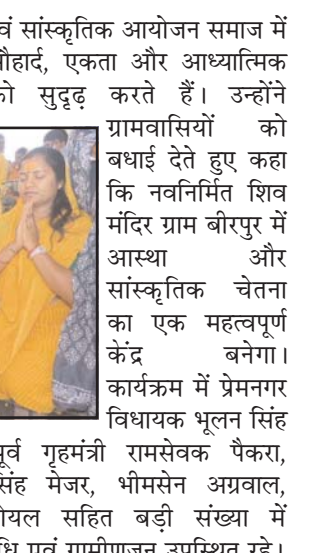 सांस्कृतिक आयोजन समाज में
एकता और आध्यात्मिक
सुदृढ़ करते हैं। उन्होंने
ग्रामवासियों को
बधाई देते हुए कहा
कि नवनिर्मित शिव
मंदिर ग्राम बीरपुर में
आस्था और
सांस्कृतिक चेतना
का एक महत्वपूर्ण
केंद्र बनेगा।
कार्यक्रम में प्रेमनगर
विधायक भूलन सिंह
गृहमंत्री रामसेवक पैकरा,
मेजर, भीमसेन अग्रवाल,
सहित बड़ी संख्या में
एवं ग्रामीणजन उपस्थित रहे।